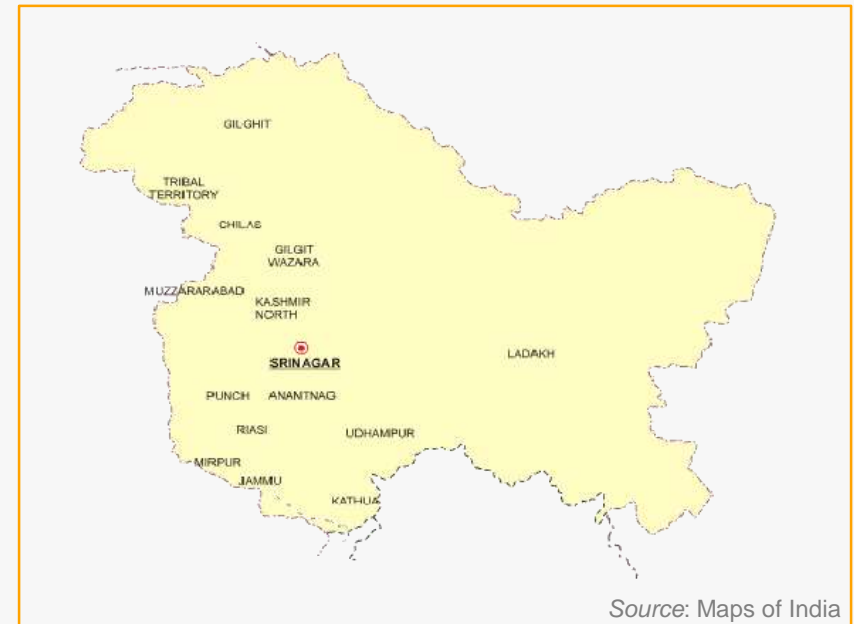 GILGHIT
TRIBAL
TERRITORY
CHILAS
GILGIT
WAZARA
MUZZARARABAD
KASHMIR
NORTH
SRINAGAR
LADAKH
PUNCH
ANANTNAG
RIASI
UDHAMPUR
MIRPUR
JAMMU
KATHUA
Source: Maps of India